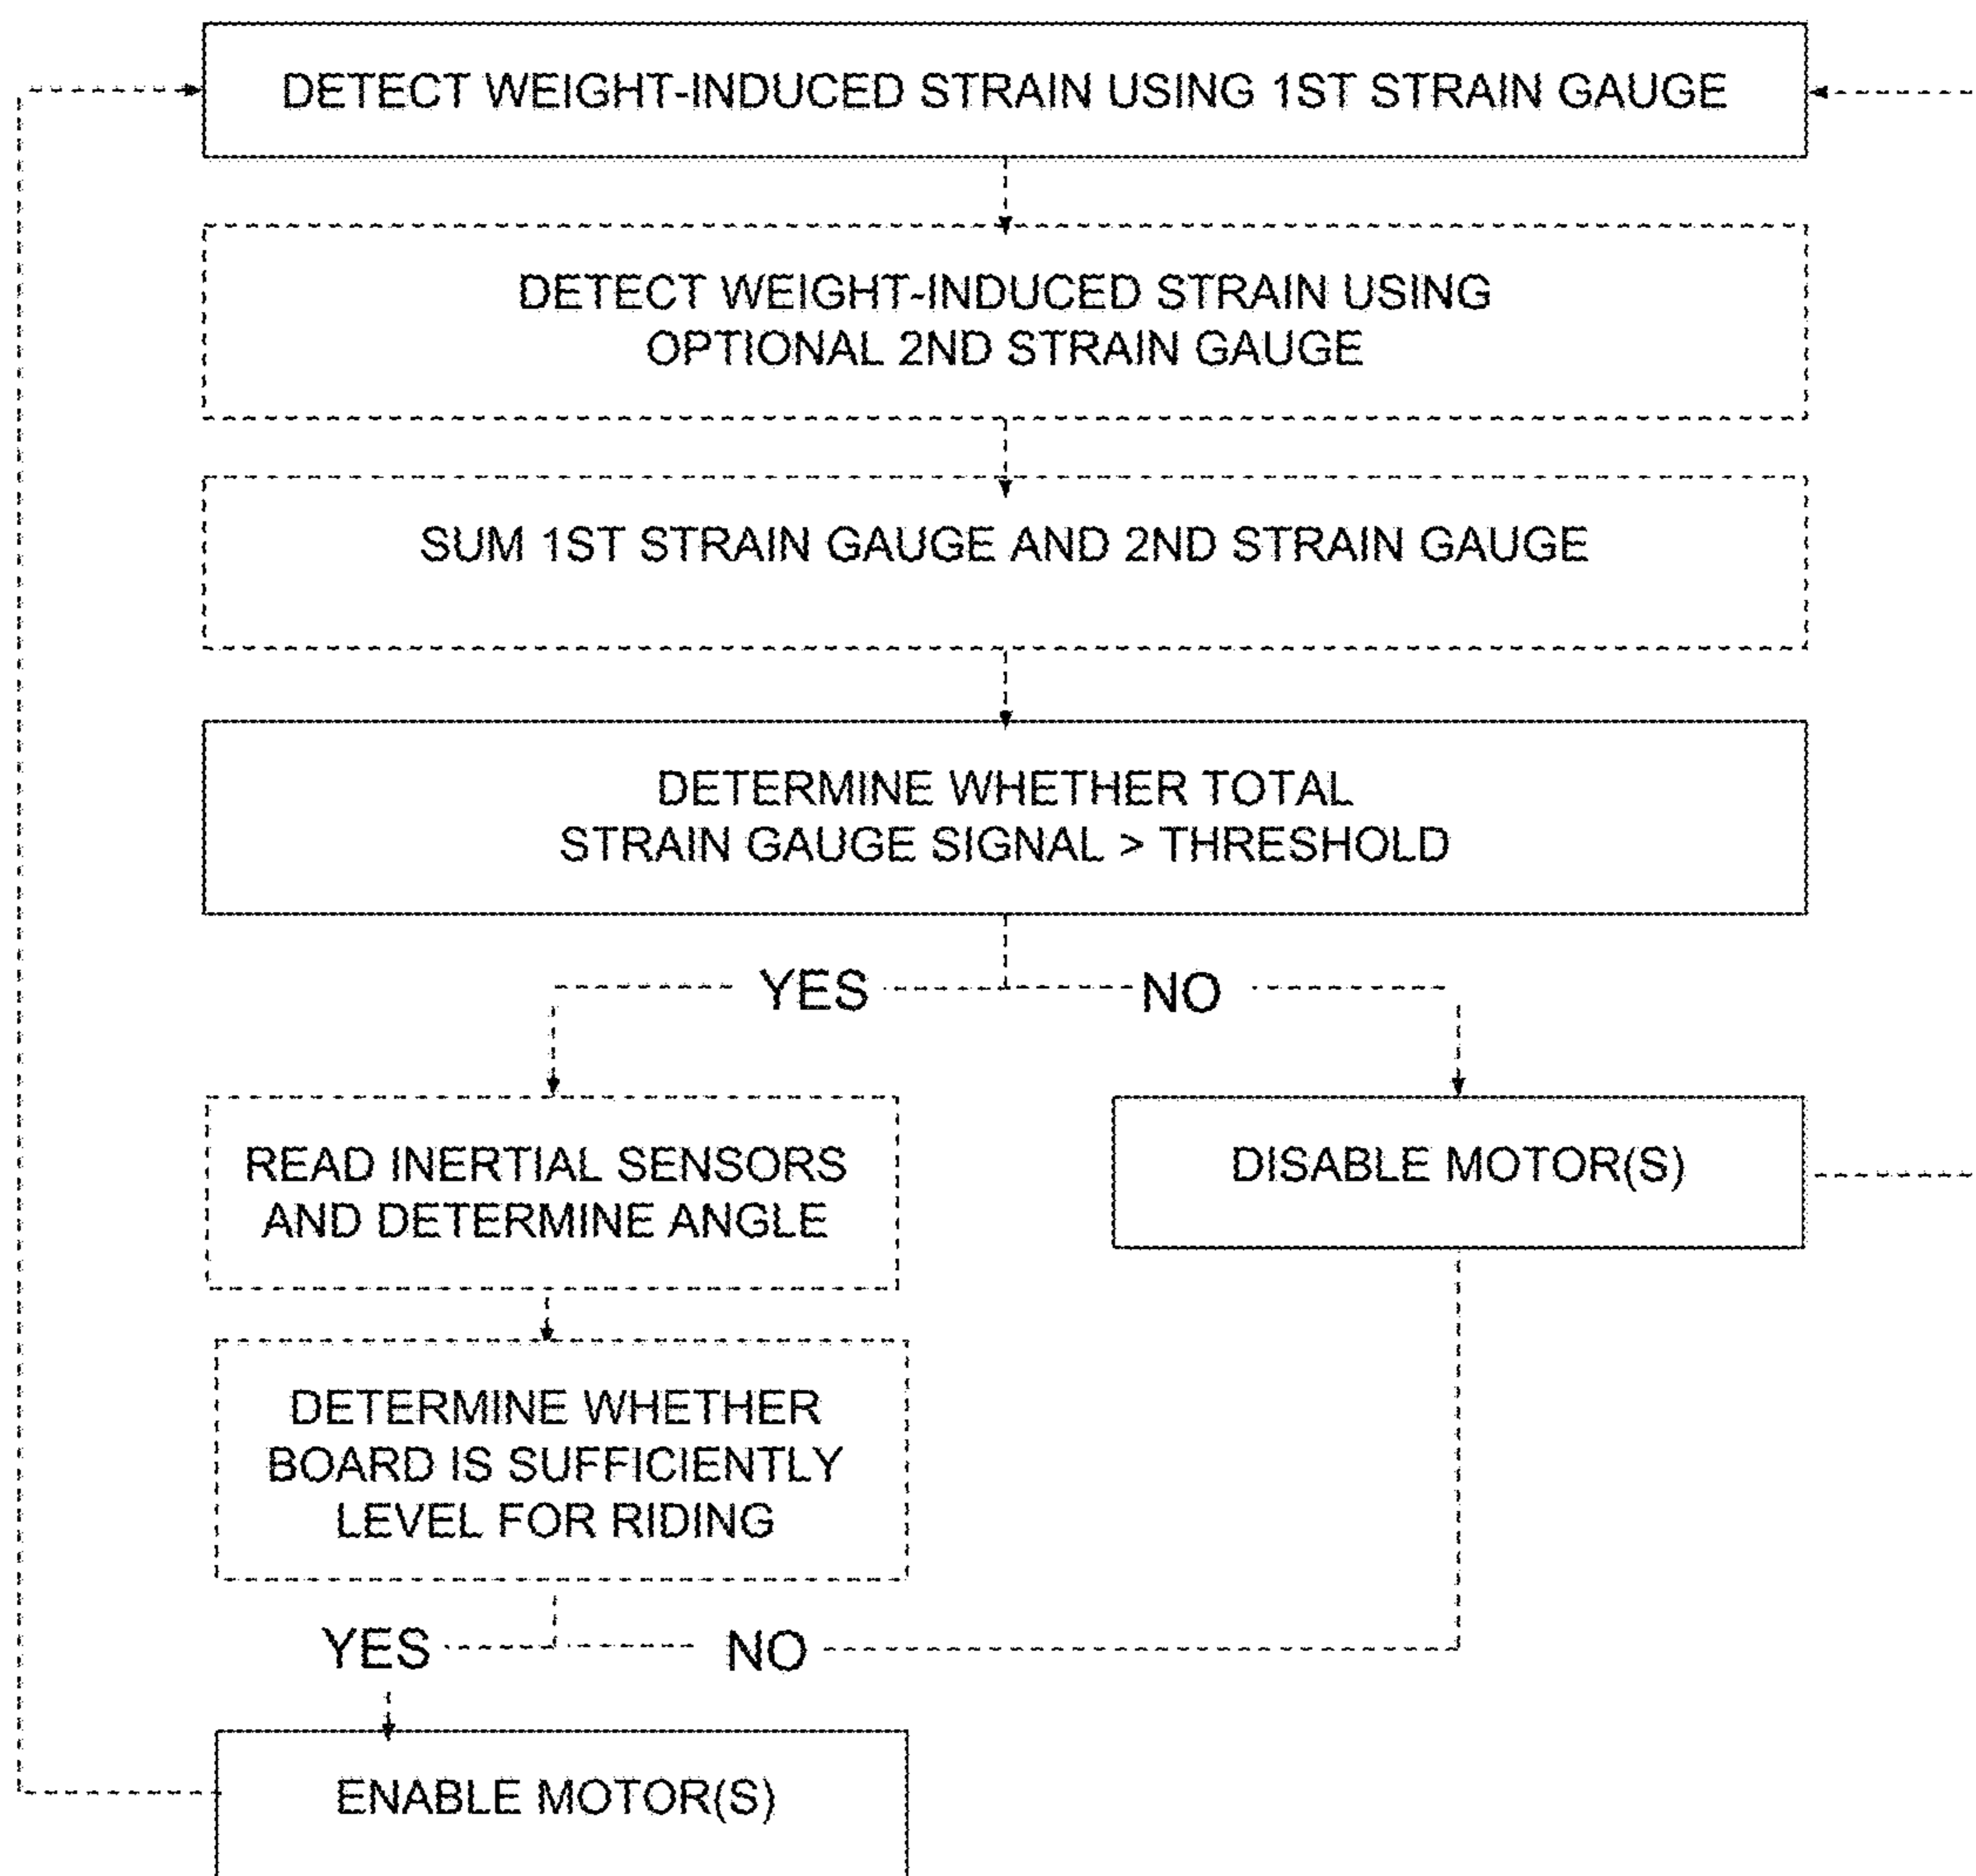 DETECT WEIGHT-INDUCED STRAIN USING 1ST STRAIN GAUGE
DETECT WEIGHT-INDUCED STRAIN USING
OPTIONAL 2ND STRAIN GAUGE
SUM 1ST STRAIN GAUGE AND 2ND STRAIN GAUGE
DETERMINE WHETHER TOTAL
STRAIN GAUGE SIGNAL > THRESHOLD
YES
NO
READ INERTIAL SENSORS
AND DETERMINE ANGLE
DISABLE MOTOR(S)
DETERMINE WHETHER
BOARD IS SUFFICIENTLY
LEVEL FOR RIDING
YES
NO
ENABLE MOTOR(S)